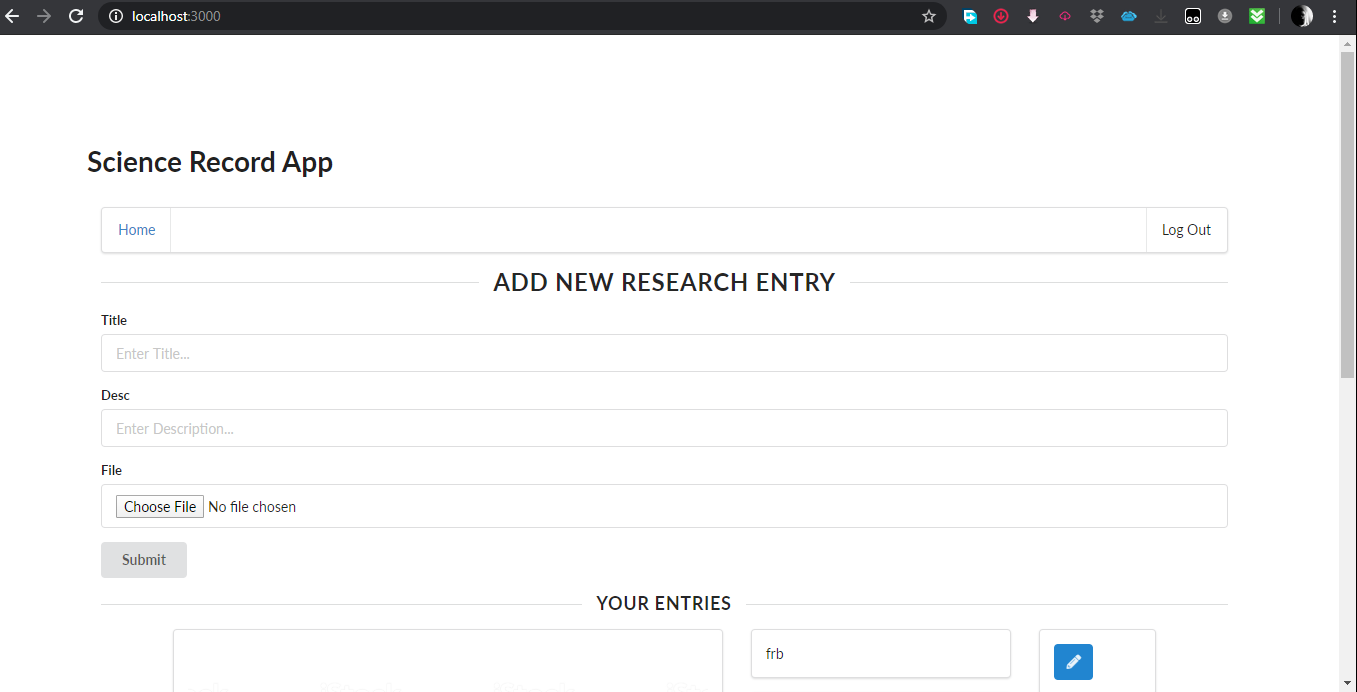 localhost:3000
Science Record App
Home
Log Out
ADD NEW RESEARCH ENTRY
Title
Enter Title...
Desc
Enter Description...
File
Choose File No file chosen
Submit
YOUR ENTRIES
frb